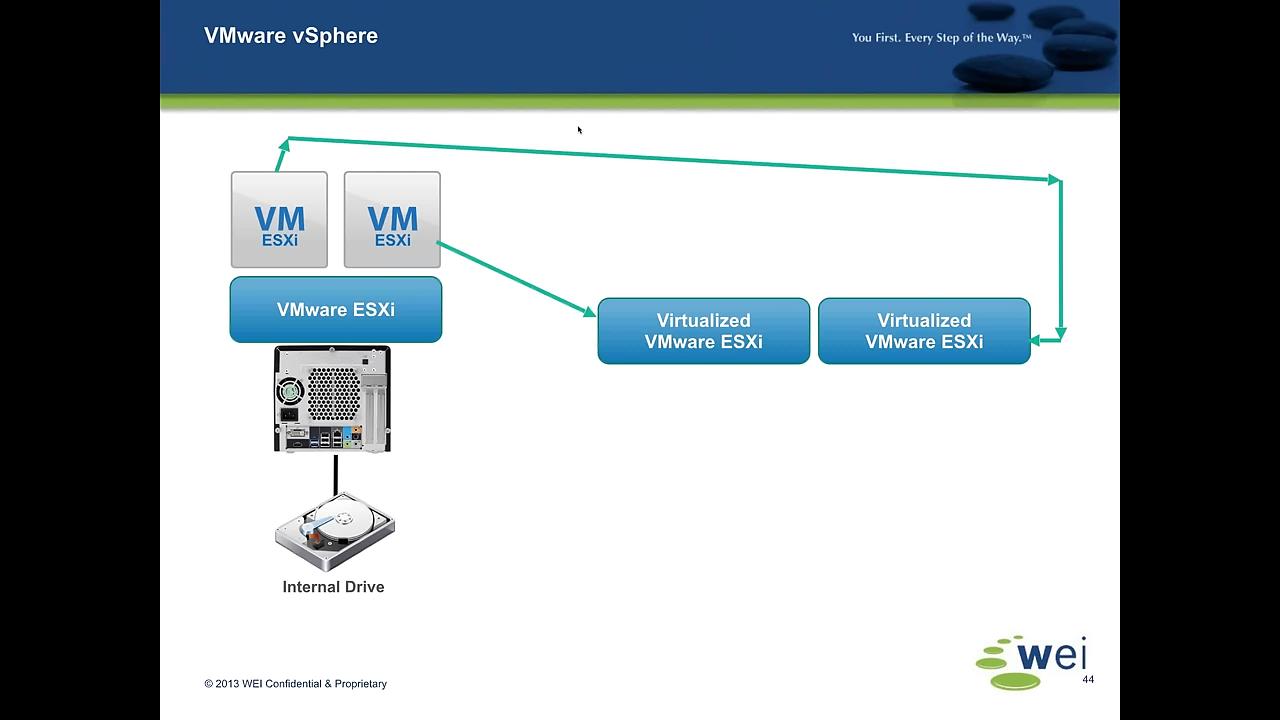 VMware vSphere
You First. Every Step of the Way.™
VM
ESXi
VM
ESXi
VMware ESXi
Virtualized
VMware ESXi
Virtualized
VMware ESXi
Internal Drive
wei
© 2013 WEI Confidential & Proprietary
44